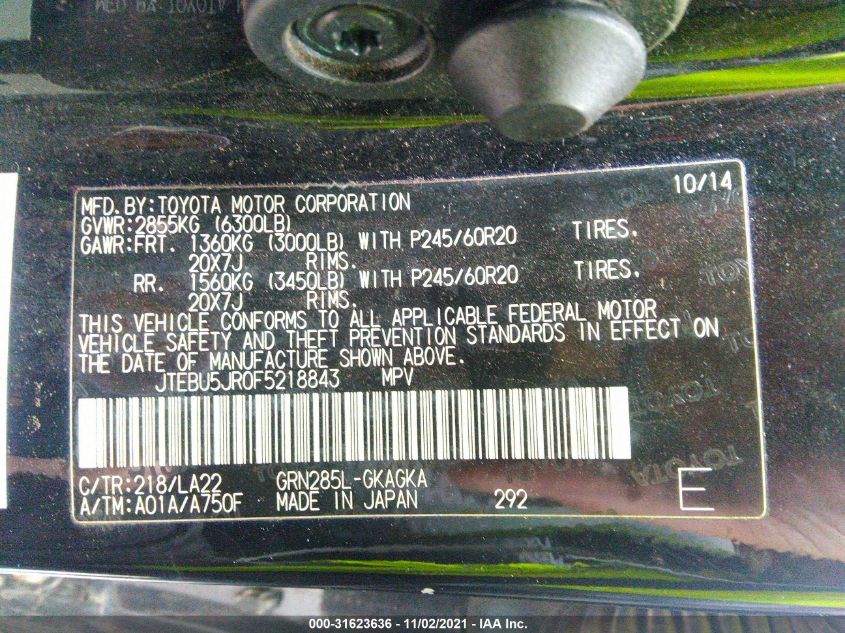 MFD.BY:TOYOTA MOTOR CORPORATION 10/14
GVWR:2855KG (6300LB)
GAWR:FRT. 1360KG (3000LB) WITH P245/60R20 TIRES.
20X7J RIMS.
RR. 1560KG (3450LB) WITH P245/60R20 TIRES.
20X7J RIMS.
THIS VEHICLE CONFORMS TO ALL APPLICABLE FEDERAL MOTOR
VEHICLE SAFETY AND THEFT PREVENTION STANDARDS IN EFFECT ON
THE DATE OF MANUFACTURE SHOWN ABOVE.
JTEBU5JR0F5218843 MPV
C/TR:218/LA22 GRN285L-GKAGKA
A/TM:A01A/A750F MADE IN JAPAN 292 E
TOYOTA
TOYOTA
TOYOTA
000-31623636 - 11/02/2021 - IAA Inc.